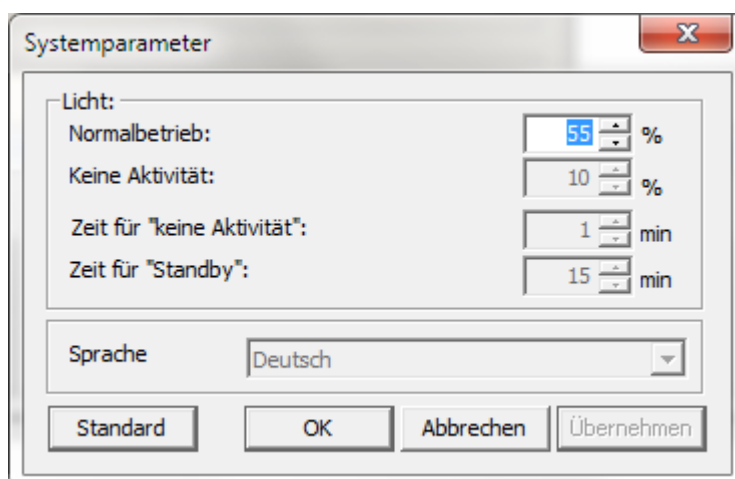 Systemparameter
Licht:
Normalbetrieb: 55 %
Keine Aktivität: 10 %
Zeit für "keine Aktivität": 1 min
Zeit für "Standby": 15 min
Sprache Deutsch
Standard OK Abbrechen Übernehmen